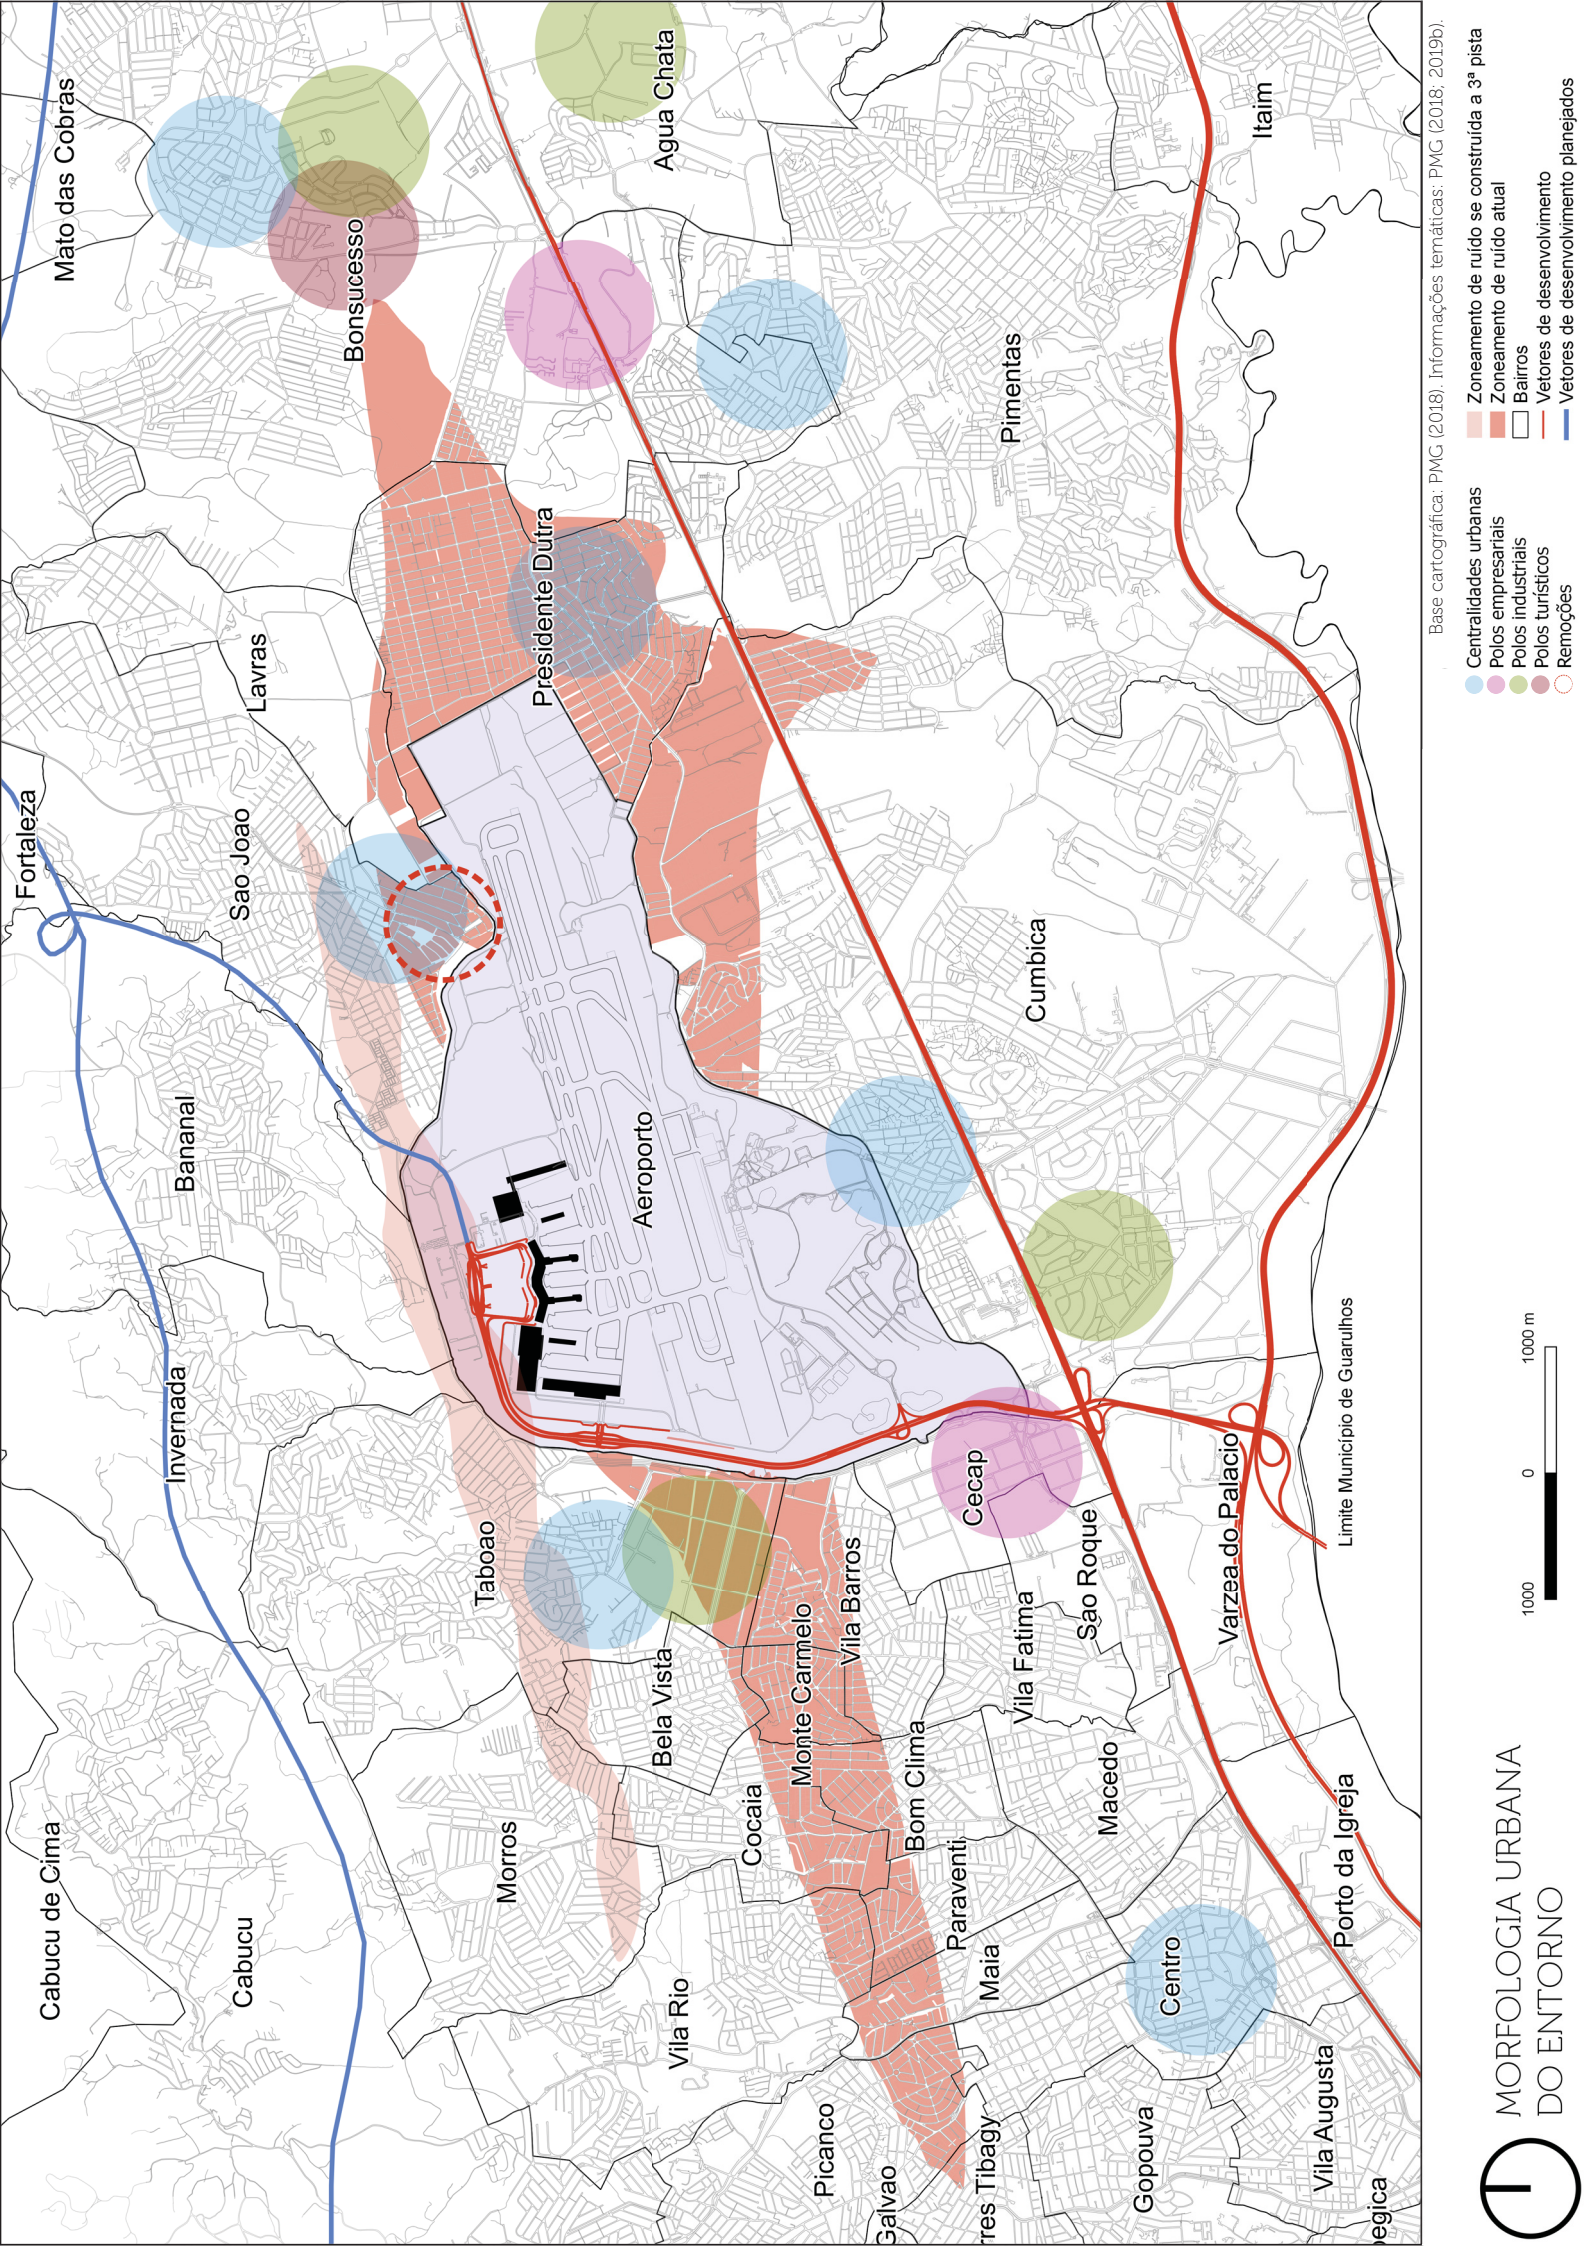 Cabucu de Cima
Fortaleza
Mato das Cobras
Cabucu
Invernada
Bananal
Sao Joao
Lavras
Bonsucesso
Morros
Taboao
Presidente Dutra
Vila Rio
Bela Vista
Aeroporto
Agua Chata
Cocaia
Monte Carmelo
Picanco
Vila Barros
Galvao
Bom Clima
Paraventi
Cecap
rres Tibagy
Maia
Vila Fatima
Cumbica
Pimentas
Sao Roque
Macedo
Gopouva
Centro
Varzea do Palacio
Itaim
Vila Augusta
Porto da Igreja
Limite Município de Guarulhos
egica
Base cartográfica: PMG (2018). Informações temáticas: PMG (2018; 2019b).
MORFOLOGIA URBANA
DO ENTORNO
1000 0 1000 m
Centralidades urbanas
Polos empresariais
Polos industriais
Polos turísticos
Remoções
Zoneamento de ruído se construída a 3ª pista
Zoneamento de ruído atual
Bairros
Vetores de desenvolvimento
Vetores de desenvolvimento planejados